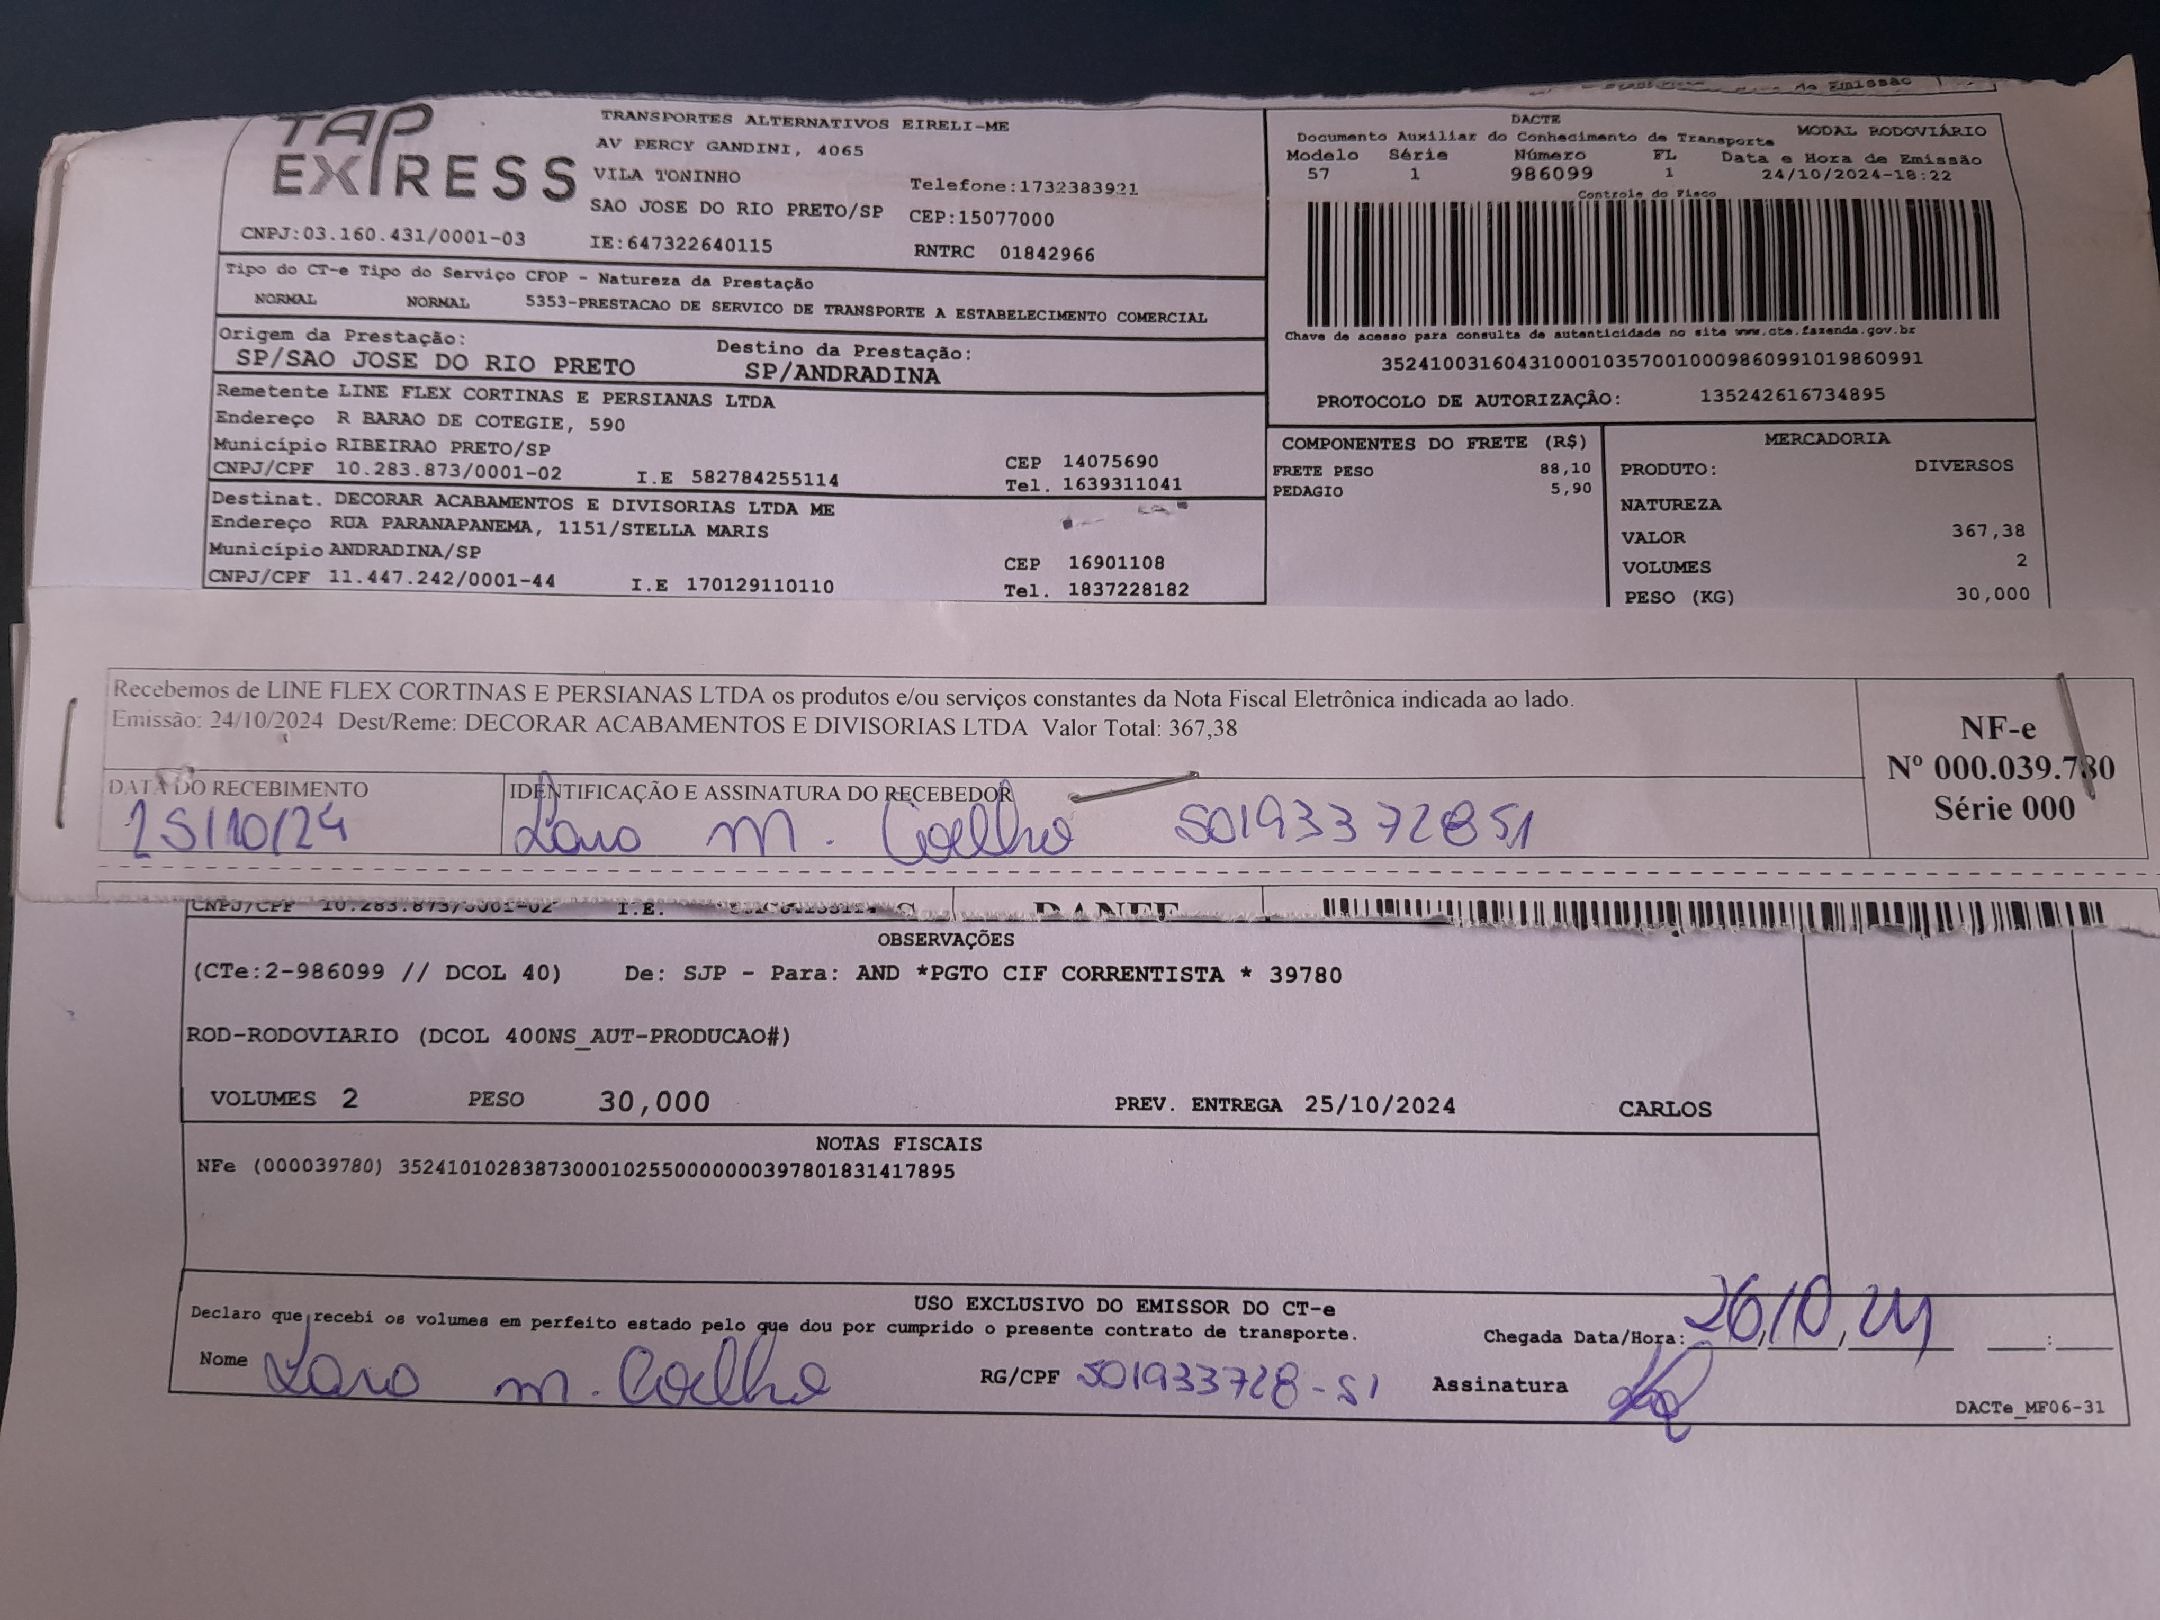 de Emissão
TAP EXPRESS
TRANSPORTES ALTERNATIVOS EIRELI-ME
AV PERCY GANDINI, 4065
VILA TONINHO Telefone:1732383921
SAO JOSE DO RIO PRETO/SP CEP:15077000
CNPJ:03.160.431/0001-03 IE:647322640115 RNTRC 01842966
DACTE
Documento Auxiliar do Conhecimento de Transporte MODAL RODOVIÁRIO
Modelo Série Número FL Data e Hora de Emissão
57 1 986099 1 24/10/2024-18:22
Controle do Fisco
Chave de acesso para consulta de autenticidade no site www.cte.fazenda.gov.br
35241003160431000103570010009860991019860991
PROTOCOLO DE AUTORIZAÇÂO: 135242616734895
Tipo do CT-e Tipo do Serviço CFOP - Natureza da Prestação
NORMAL NORMAL 5353-PRESTACAO DE SERVICO DE TRANSPORTE A ESTABELECIMENTO COMERCIAL
Origem da Prestação: Destino da Prestação:
SP/SAO JOSE DO RIO PRETO SP/ANDRADINA
Remetente LINE FLEX CORTINAS E PERSIANAS LTDA
Endereço R BARAO DE COTEGIE, 590
Município RIBEIRAO PRETO/SP CEP 14075690
CNPJ/CPF 10.283.873/0001-02 I.E 582784255114 Tel. 1639311041
Destinat. DECORAR ACABAMENTOS E DIVISORIAS LTDA ME
Endereço RUA PARANAPANEMA, 1151/STELLA MARIS
Município ANDRADINA/SP CEP 16901108
CNPJ/CPF 11.447.242/0001-44 I.E 170129110110 Tel. 1837228182
COMPONENTES DO FRETE (R$)
FRETE PESO 88,10
PEDAGIO 5,90
MERCADORIA
PRODUTO: DIVERSOS
NATUREZA
VALOR 367,38
VOLUMES 2
PESO (KG) 30,000
Recebemos de LINE FLEX CORTINAS E PERSIANAS LTDA os produtos e/ou serviços constantes da Nota Fiscal Eletrônica indicada ao lado.
Emissão: 24/10/2024 Dest/Reme: DECORAR ACABAMENTOS E DIVISORIAS LTDA Valor Total: 367,38
NF-e
Nº 000.039.780
Série 000
DATA DO RECEBIMENTO IDENTIFICAÇÃO E ASSINATURA DO RECEBEDOR
25/10/24 Lara M. Coelho 50193372851
CNPJ/CPF 10.283.873/0001-02 I.E. DANFE
OBSERVAÇÕES
(CTe:2-986099 // DCOL 40) De: SJP - Para: AND *PGTO CIF CORRENTISTA * 39780
ROD-RODOVIARIO (DCOL 400NS_AUT-PRODUCAO#)
VOLUMES 2 PESO 30,000 PREV. ENTREGA 25/10/2024 CARLOS
NOTAS FISCAIS
NFe (000039780) 35241010283873000102550000000397801831417895
USO EXCLUSIVO DO EMISSOR DO CT-e
Declaro que recebi os volumes em perfeito estado pelo que dou por cumprido o presente contrato de transporte. Chegada Data/Hora: 26/10/24 :
Nome Lara M. Coelho RG/CPF 501933728-51 Assinatura
DACTe_MF06-31